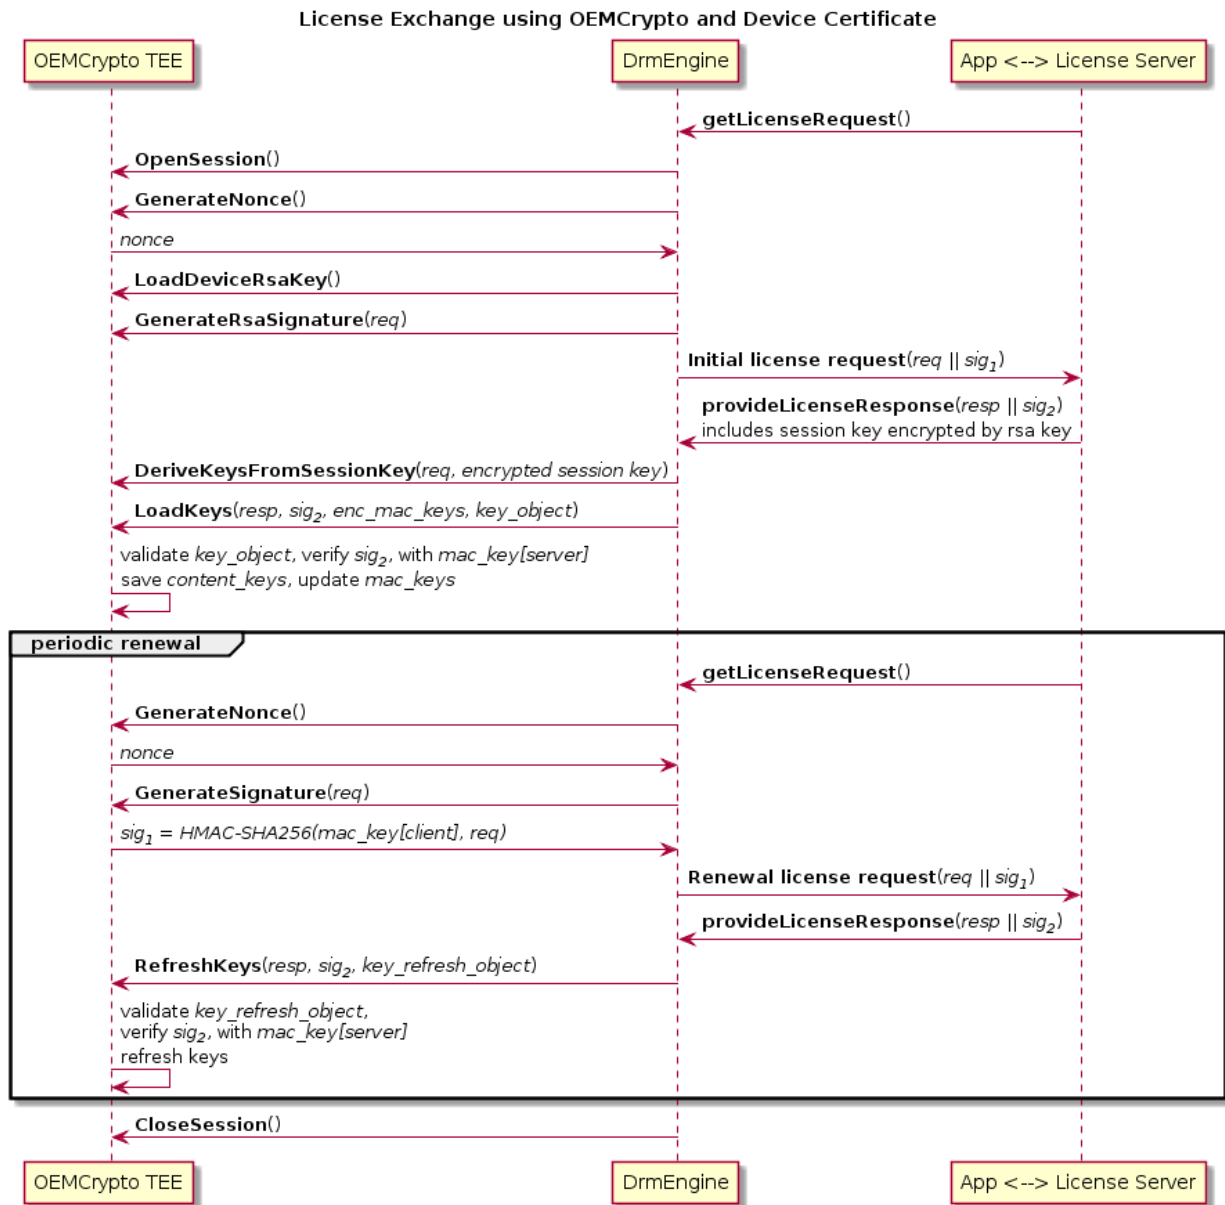 License Exchange using OEMCrypto and Device Certificate
OEMCrypto TEE
DrmEngine
App <--> License Server
getLicenseRequest()
OpenSession()
GenerateNonce()
nonce
LoadDeviceRsaKey()
GenerateRsaSignature(req)
Initial license request(req || sig1)
provideLicenseResponse(resp || sig2)
includes session key encrypted by rsa key
DeriveKeysFromSessionKey(req, encrypted session key)
LoadKeys(resp, sig2, enc_mac_keys, key_object)
validate key_object, verify sig2, with mac_key[server]
save content_keys, update mac_keys
periodic renewal
getLicenseRequest()
GenerateNonce()
nonce
GenerateSignature(req)
sig1 = HMAC-SHA256(mac_key[client], req)
Renewal license request(req || sig1)
provideLicenseResponse(resp || sig2)
RefreshKeys(resp, sig2, key_refresh_object)
validate key_refresh_object,
verify sig2, with mac_key[server]
refresh keys
CloseSession()
OEMCrypto TEE
DrmEngine
App <--> License Server